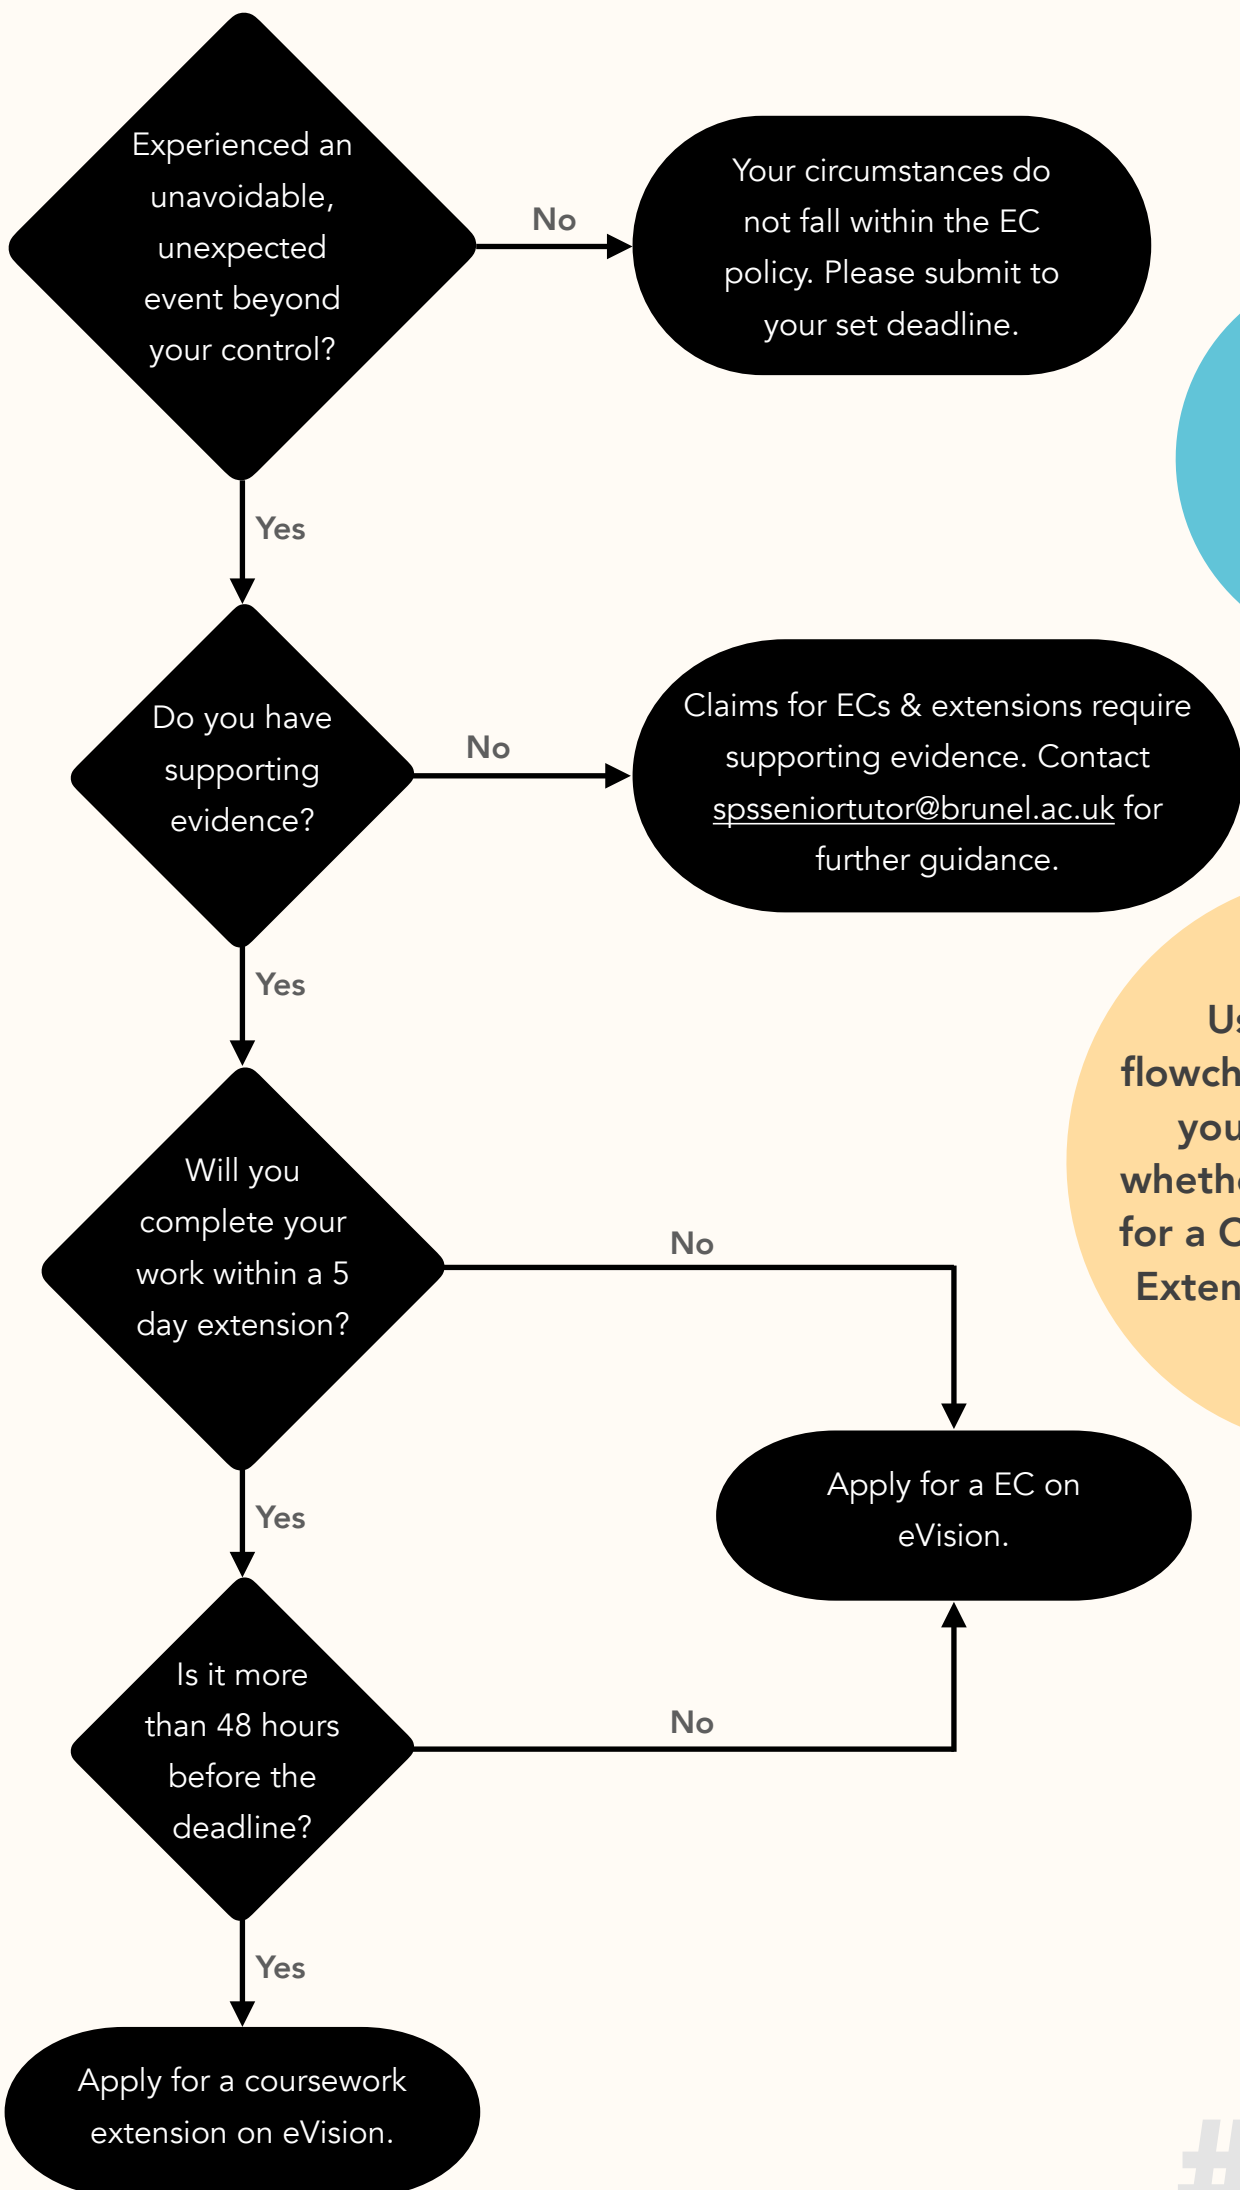 Experienced an
unavoidable,
unexpected
event beyond
your control?
No
Your circumstances do
not fall within the EC
policy. Please submit to
your set deadline.
Yes
Do you have
supporting
evidence?
No
Claims for ECs & extensions require
supporting evidence. Contact
spsseniortutor@brunel.ac.uk for
further guidance.
Yes
Us
flowch
you
whethe
for a C
Exten
Will you
complete your
work within a 5
day extension?
No
Apply for a EC on
eVision.
Yes
Is it more
than 48 hours
before the
deadline?
No
Yes
Apply for a coursework
extension on eVision.
#